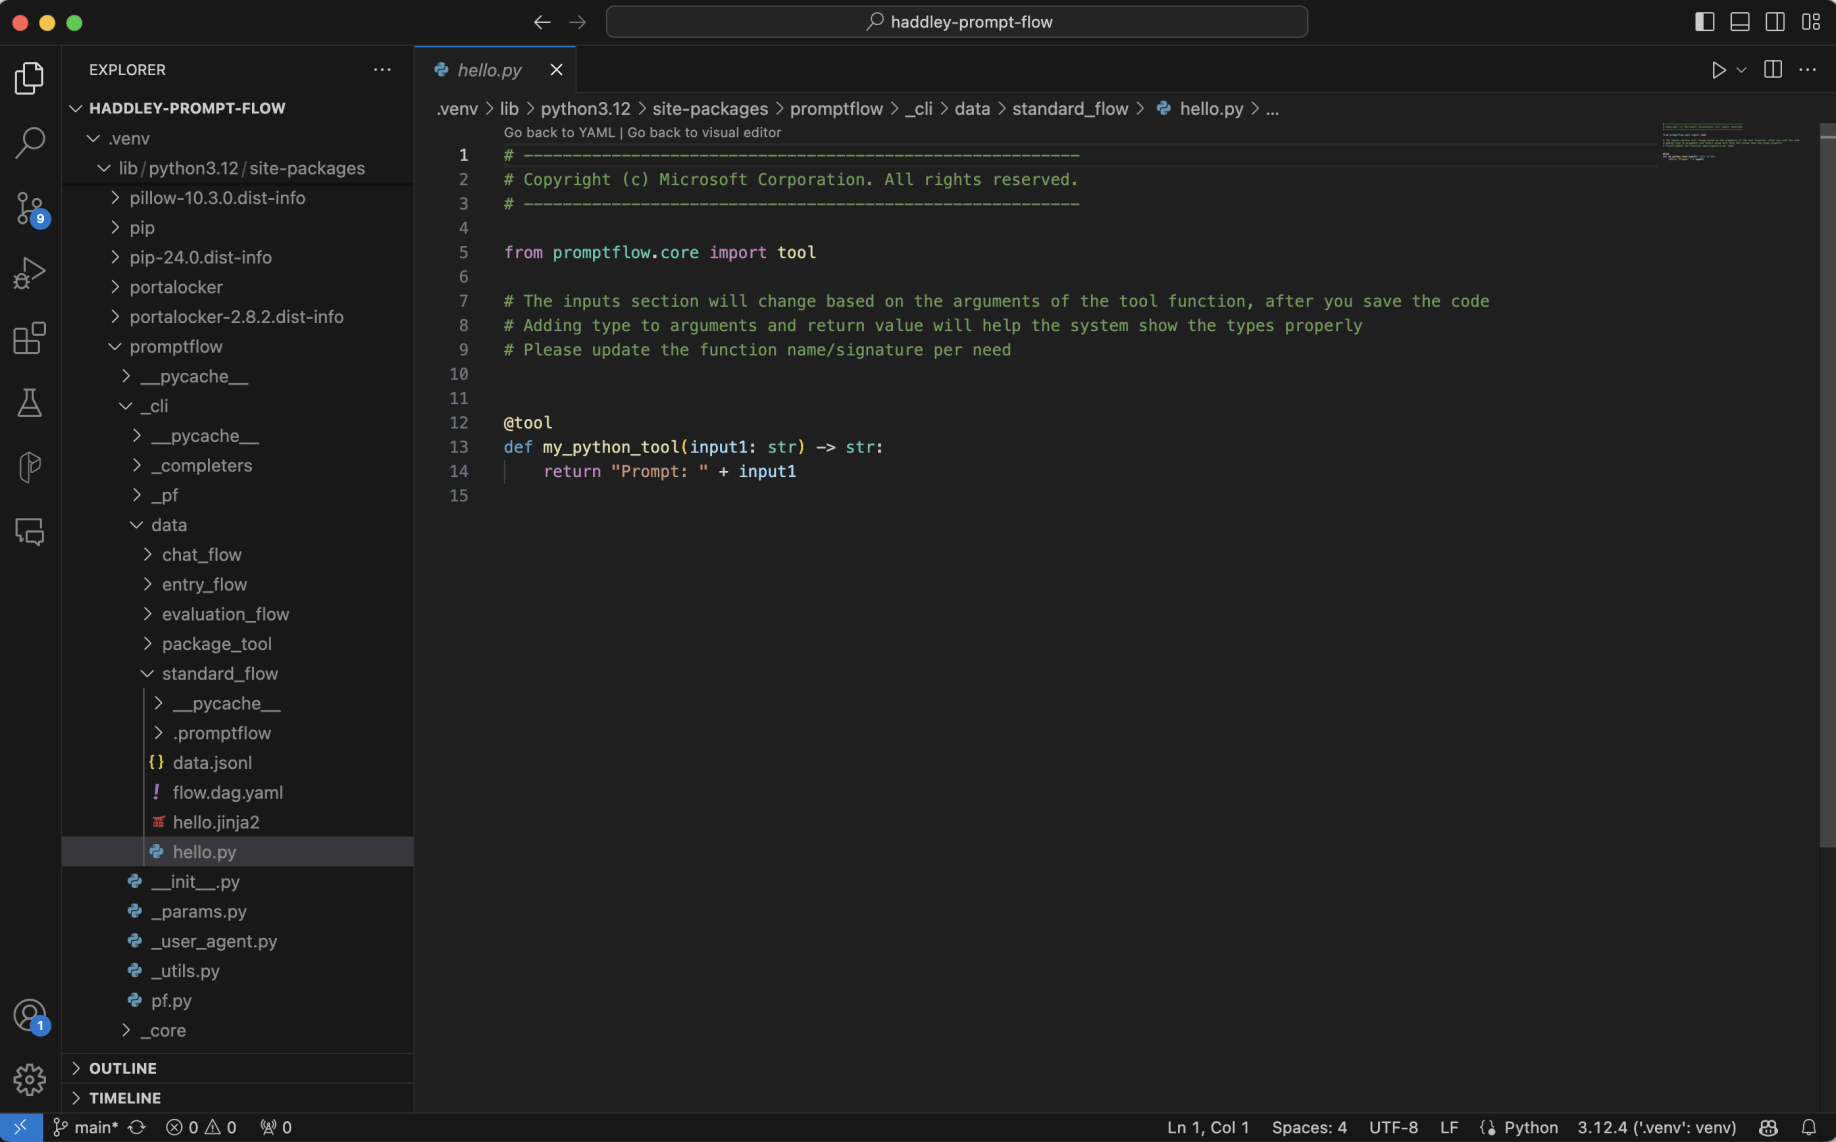 haddley-prompt-flow
EXPLORER
HADDLEY-PROMPT-FLOW
.venv
lib/python3.12/site-packages
pillow-10.3.0.dist-info
pip
pip-24.0.dist-info
portalocker
portalocker-2.8.2.dist-info
promptflow
__pycache__
_cli
__pycache__
_completers
_pf
data
chat_flow
entry_flow
evaluation_flow
package_tool
standard_flow
__pycache__
.promptflow
data.jsonl
flow.dag.yaml
hello.jinja2
hello.py
__init__.py
_params.py
_user_agent.py
_utils.py
pf.py
_core
OUTLINE
TIMELINE
9
1
hello.py
.venv > lib > python3.12 > site-packages > promptflow > _cli > data > standard_flow > hello.py > ...
Go back to YAML | Go back to visual editor
1 # ---------------------------------------------------------
2 # Copyright (c) Microsoft Corporation. All rights reserved.
3 # ---------------------------------------------------------
4
5 from promptflow.core import tool
6
7 # The inputs section will change based on the arguments of the tool function, after you save the code
8 # Adding type to arguments and return value will help the system show the types properly
9 # Please update the function name/signature per need
10
11
12 @tool
13 def my_python_tool(input1: str) -> str:
14     return "Prompt: " + input1
15
main* 0 0 0 Ln 1, Col 1 Spaces: 4 UTF-8 LF Python 3.12.4 ('.venv': venv)